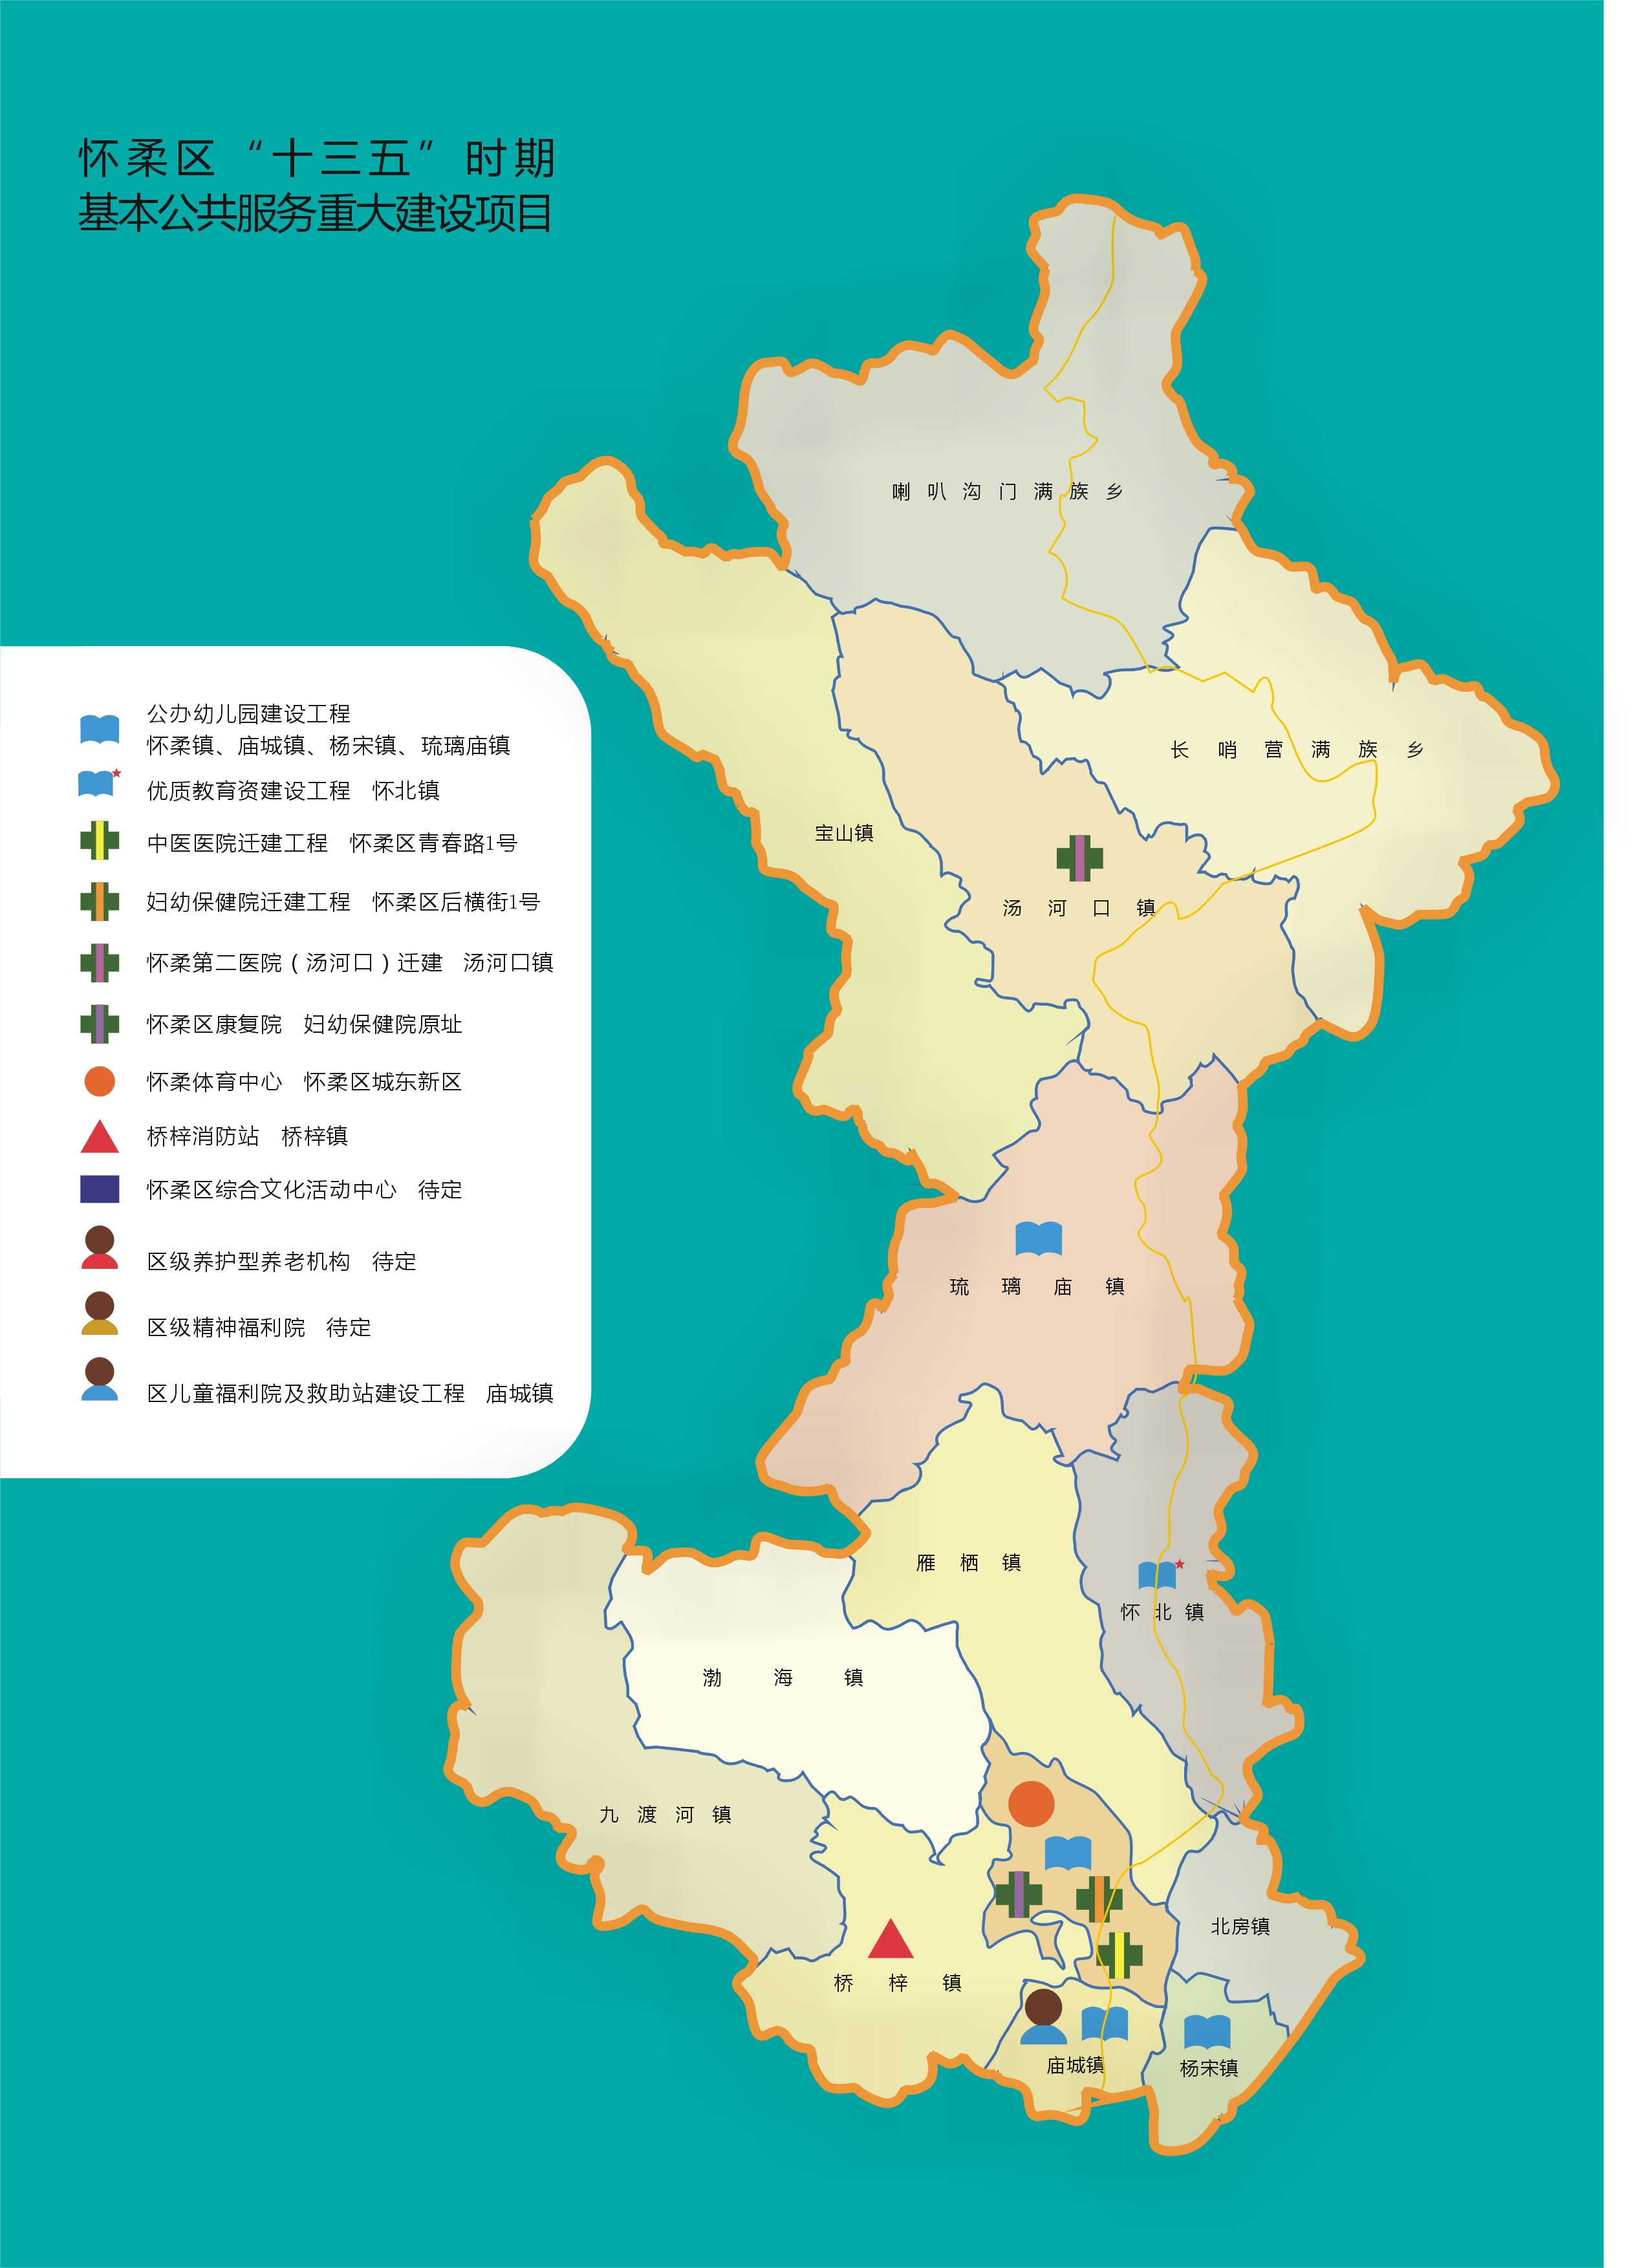 怀柔区“十三五”时期
基本公共服务重大建设项目
喇叭沟门满族乡
长哨营满族乡
宝山镇
汤河口镇
琉璃庙镇
雁栖镇
怀北镇
渤海镇
九渡河镇
北房镇
桥梓镇
庙城镇
杨宋镇
公办幼儿园建设工程
怀柔镇、庙城镇、杨宋镇、琉璃庙镇
优质教育资建设工程 怀北镇
中医医院迁建工程 怀柔区青春路1号
妇幼保健院迁建工程 怀柔区后横街1号
怀柔第二医院（汤河口）迁建 汤河口镇
怀柔区康复院 妇幼保健院原址
怀柔体育中心 怀柔区城东新区
桥梓消防站 桥梓镇
怀柔区综合文化活动中心 待定
区级养护型养老机构 待定
区级精神福利院 待定
区儿童福利院及救助站建设工程 庙城镇